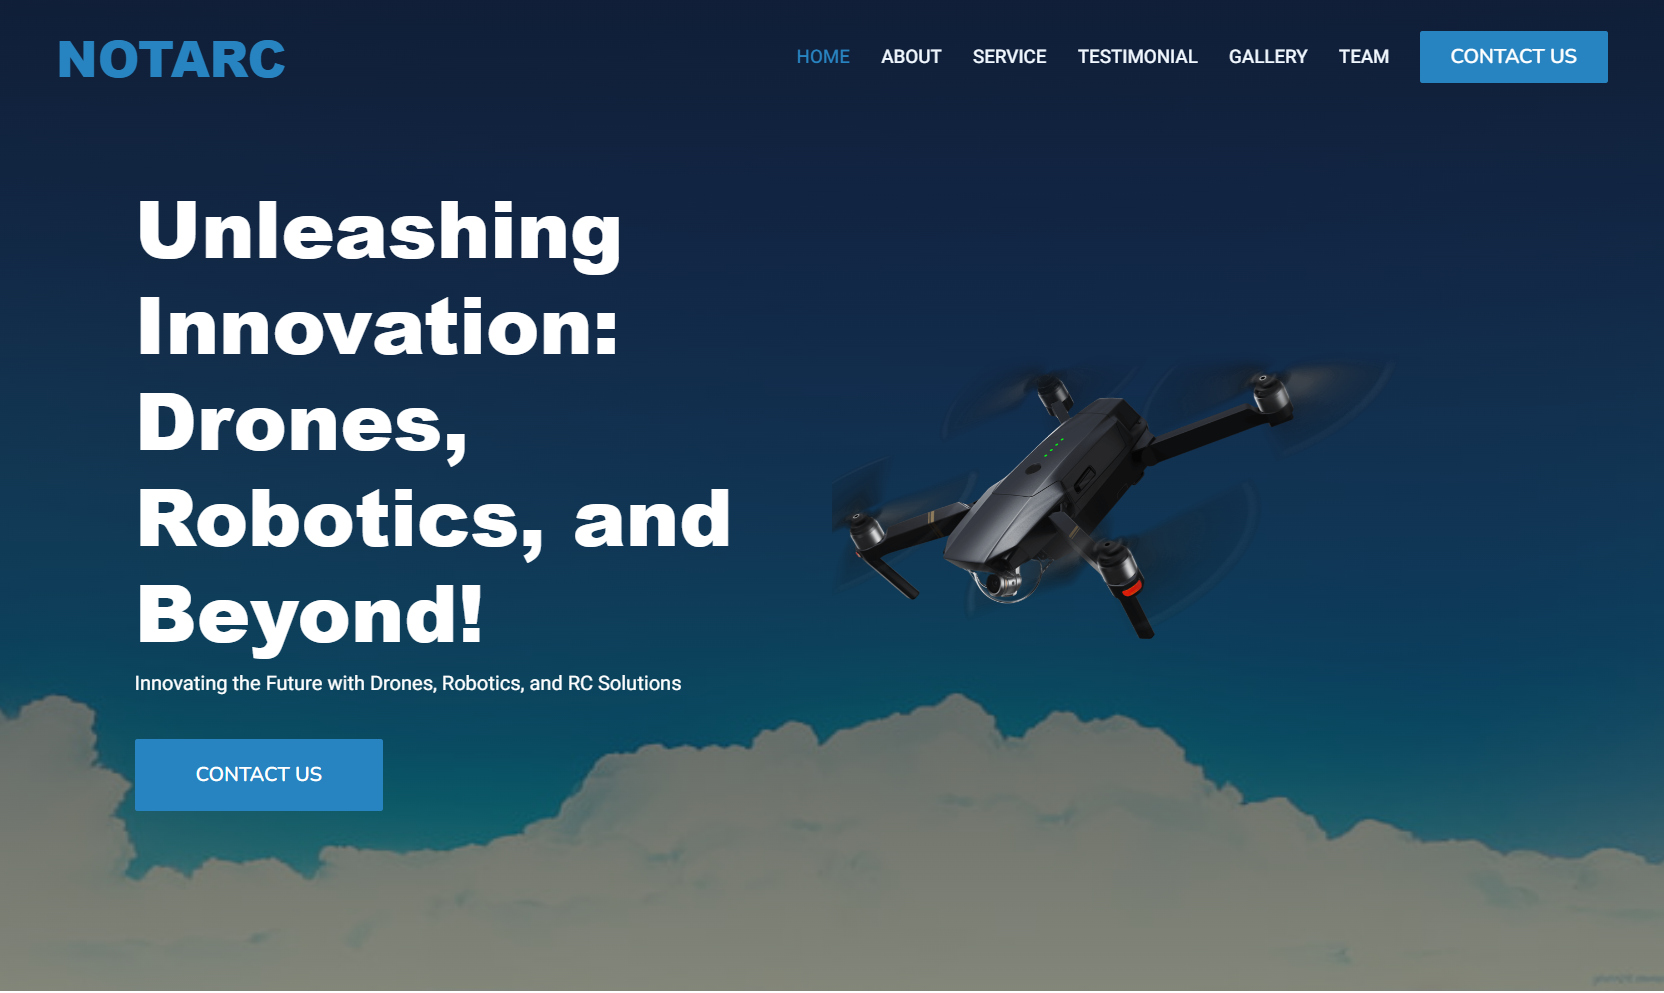 NOTARC
HOME ABOUT SERVICE TESTIMONIAL GALLERY TEAM CONTACT US
Unleashing
Innovation:
Drones,
Robotics, and
Beyond!
Innovating the Future with Drones, Robotics, and RC Solutions
CONTACT US